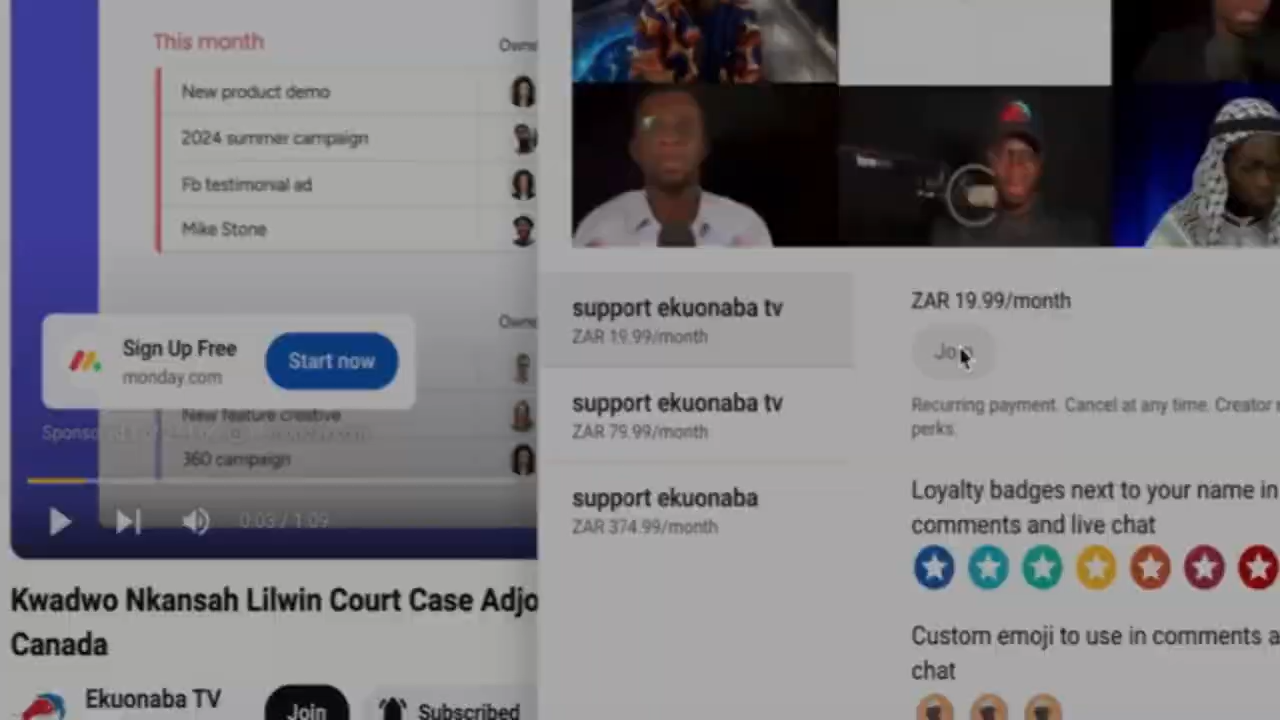 This month
New product demo
2024 summer campaign
Fb testimonial ad
Mike Stone
Sign Up Free
monday.com
Start now
New feature creative
360 campaign
0:03 / 1:09
Kwadwo Nkansah Lilwin Court Case Adjo
Canada
Ekuonaba TV
Join
Subscribed
support ekuonaba tv
ZAR 19.99/month
support ekuonaba tv
ZAR 79.99/month
support ekuonaba
ZAR 374.99/month
ZAR 19.99/month
Join
Recurring payment. Cancel at any time. Creator
perks.
Loyalty badges next to your name in
comments and live chat
Custom emoji to use in comments a
chat